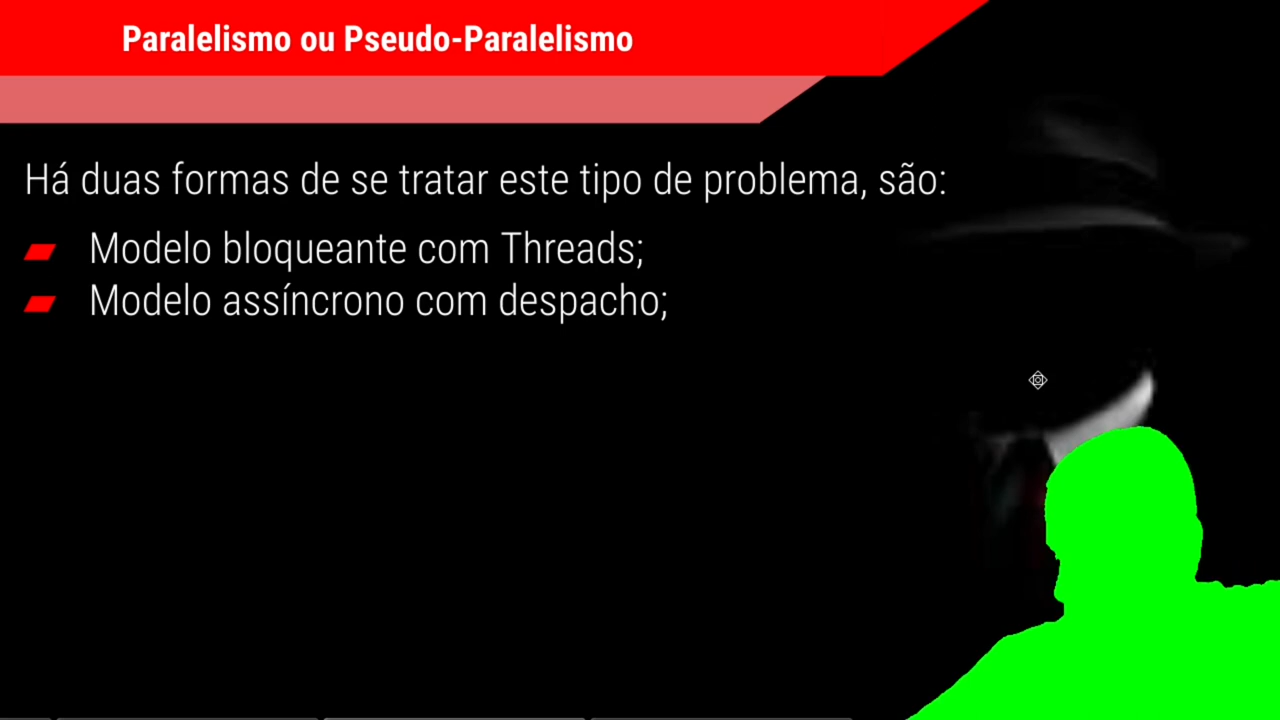 Paralelismo ou Pseudo-Paralelismo
Há duas formas de se tratar este tipo de problema, são:
Modelo bloqueante com Threads;
Modelo assíncrono com despacho;